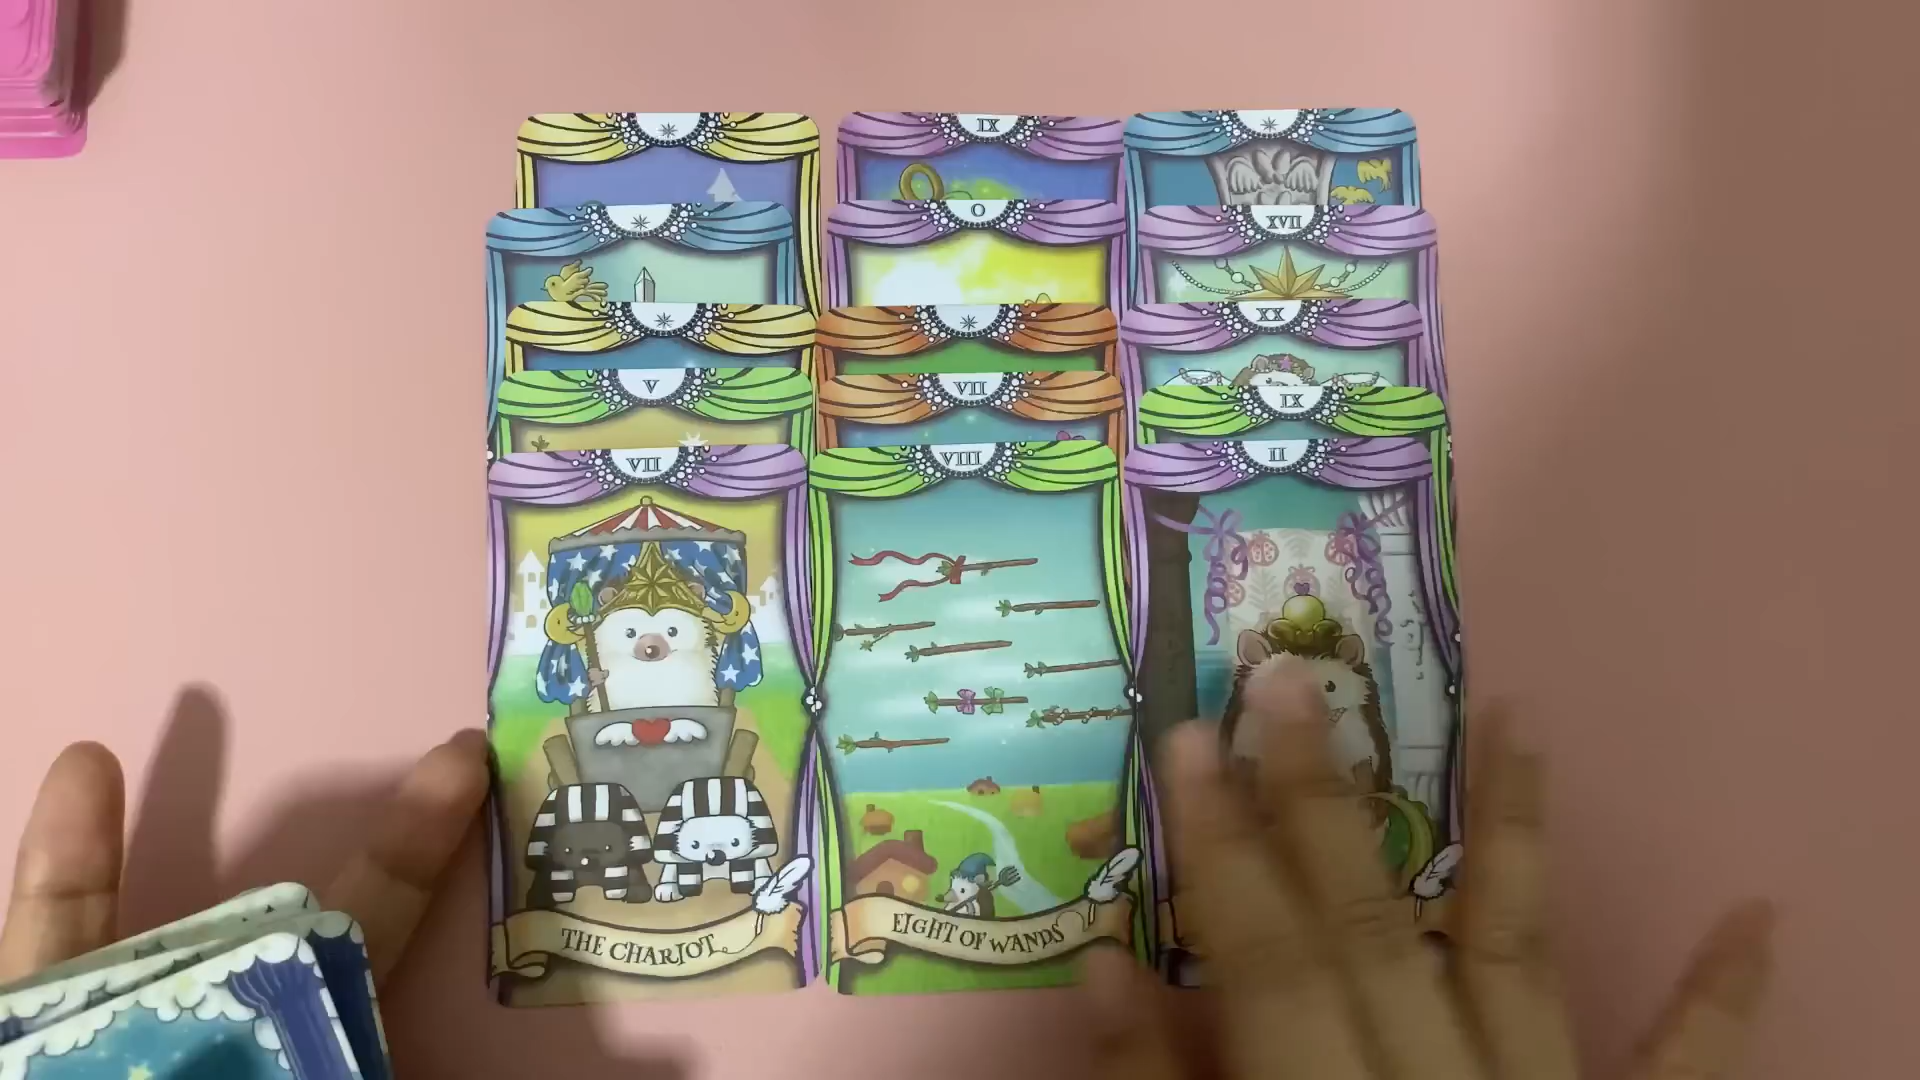 IX
O
XVII
XX
V
VII
IX
VII
VIII
II
THE CHARIOT
EIGHT OF WANDS